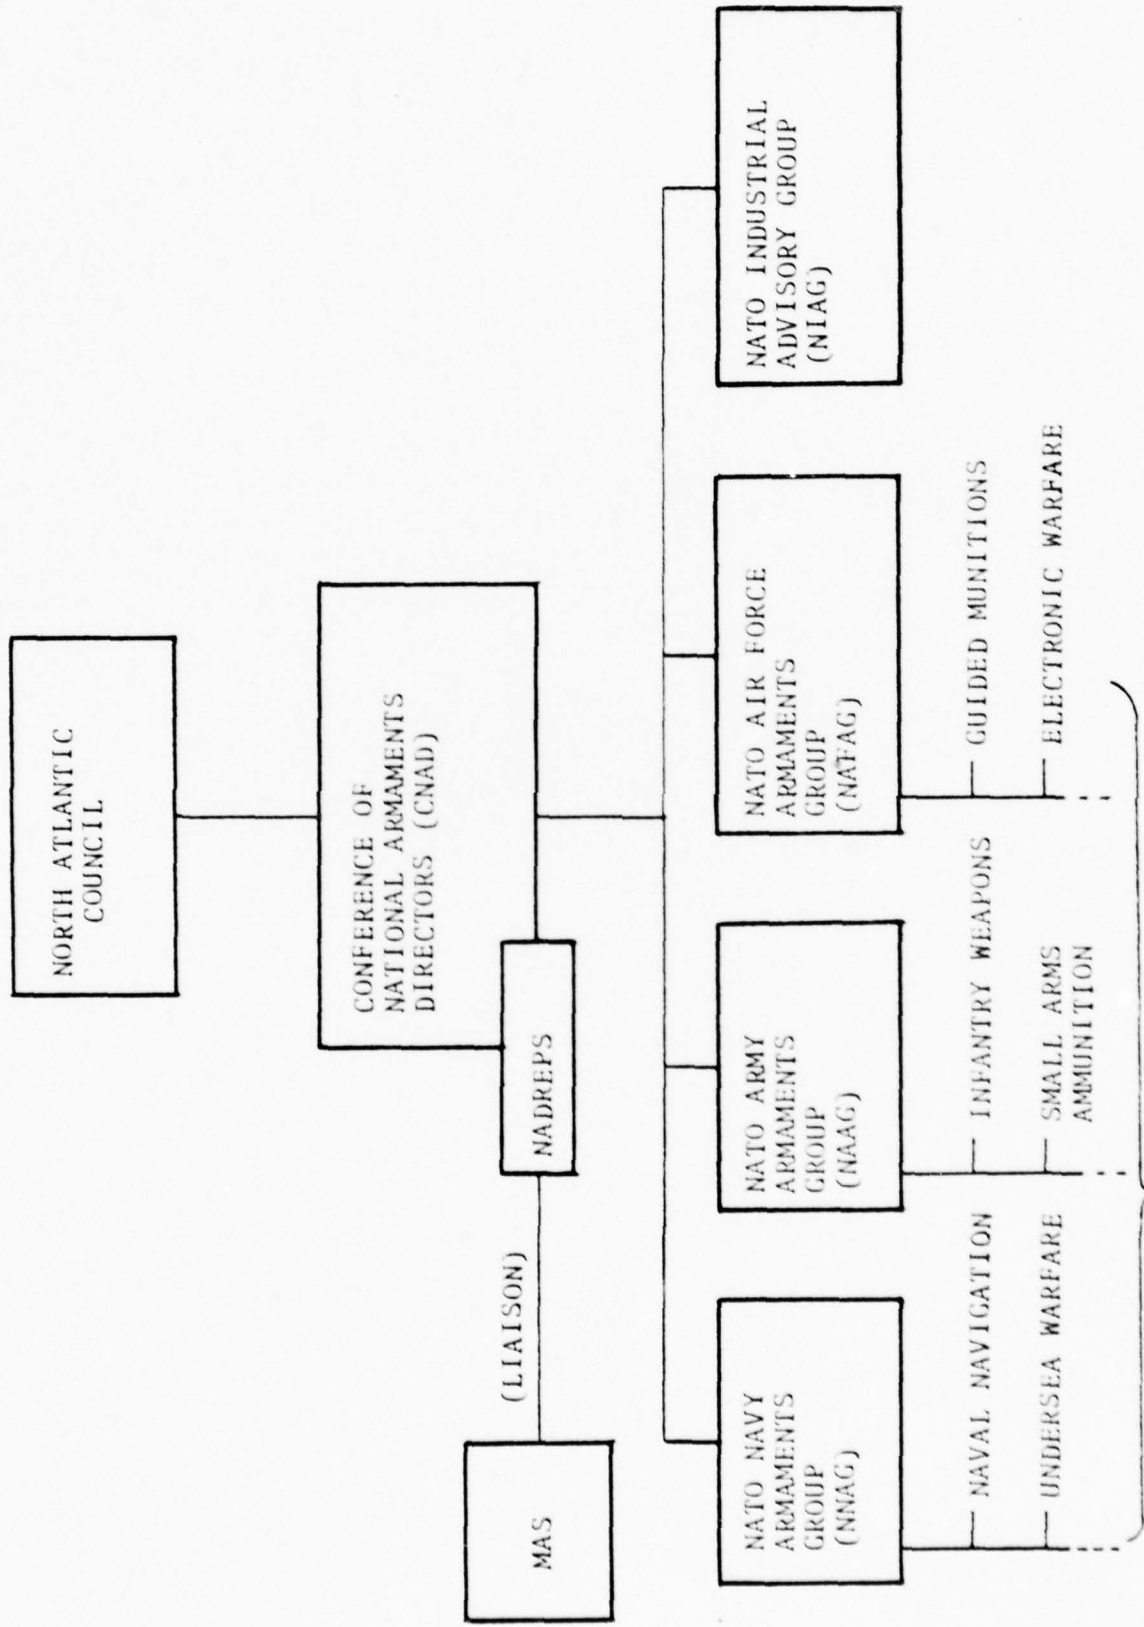 NORTH ATLANTIC
COUNCIL
CONFERENCE OF
NATIONAL ARMAMENTS
DIRECTORS (CNAD)
NADREPS
(LIAISON)
MAS
NATO NAVY
ARMAMENTS
GROUP
(NNAG)
NAVAL NAVIGATION
UNDERSEA WARFARE
NATO ARMY
ARMAMENTS
GROUP
(NAAG)
INFANTRY WEAPONS
SMALL ARMS
AMMUNITION
NATO AIR FORCE
ARMAMENTS
GROUP
(NAFAG)
GUIDED MUNITIONS
ELECTRONIC WARFARE
NATO INDUSTRIAL
ADVISORY GROUP
(NIAG)